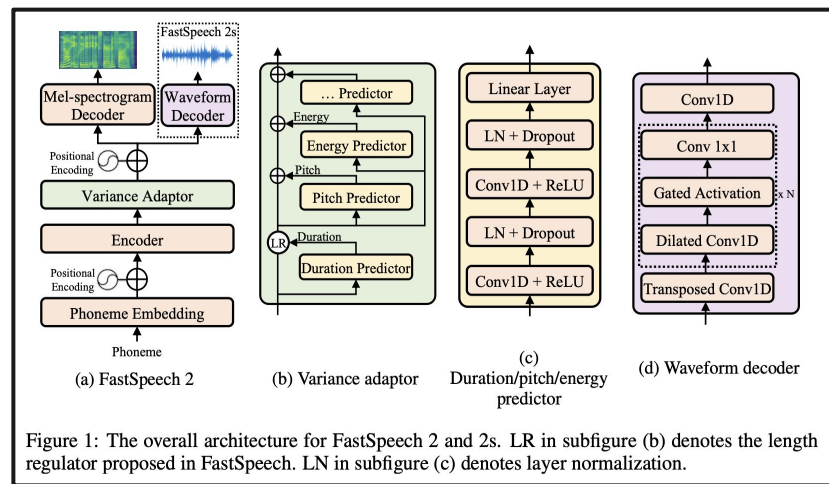 FastSpeech 2s
Mel-spectrogram
Decoder
Waveform
Decoder
Positional
Encoding
Variance Adaptor
Encoder
Positional
Encoding
Phoneme Embedding
Phoneme
(a) FastSpeech 2
... Predictor
Energy
Energy Predictor
Pitch
Pitch Predictor
LR
Duration
Duration Predictor
(b) Variance adaptor
Linear Layer
LN + Dropout
Conv1D + ReLU
LN + Dropout
Conv1D + ReLU
(c)
Duration/pitch/energy
predictor
Conv1D
Conv 1x1
Gated Activation
x N
Dilated Conv1D
Transposed Conv1D
(d) Waveform decoder
Figure 1: The overall architecture for FastSpeech 2 and 2s. LR in subfigure (b) denotes the length
regulator proposed in FastSpeech. LN in subfigure (c) denotes layer normalization.